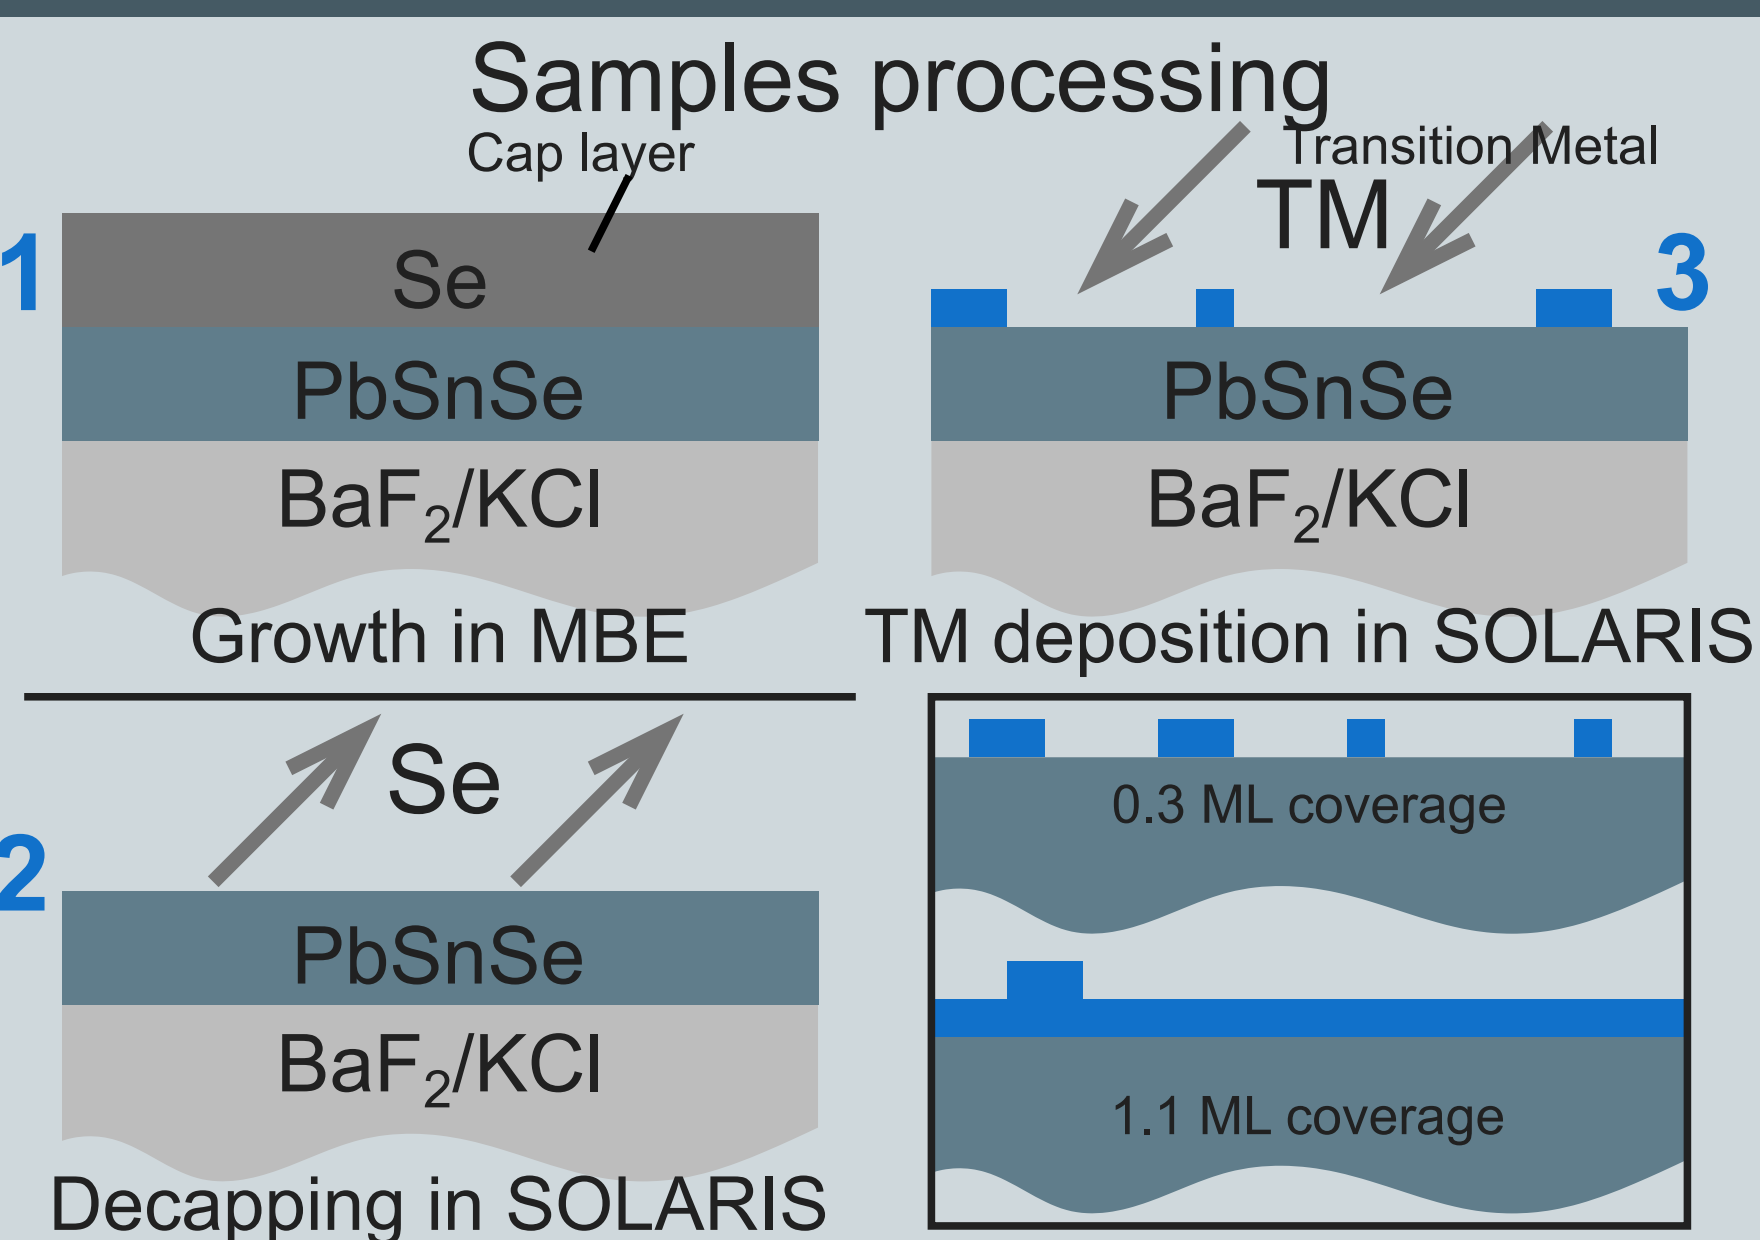 Samples processing
Cap layer
1
Se
PbSnSe
BaF₂/KCl
Growth in MBE
Se
2
PbSnSe
BaF₂/KCl
Decapping in SOLARIS
Transition Metal
TM
3
PbSnSe
BaF₂/KCl
TM deposition in SOLARIS
0.3 ML coverage
1.1 ML coverage